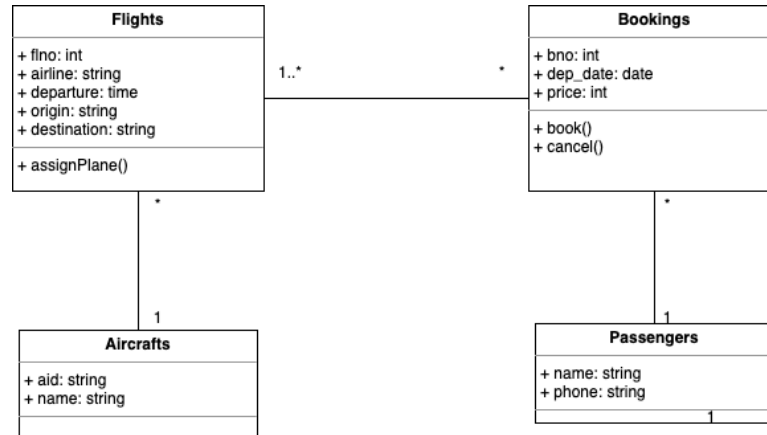 Flights
+ flno: int
+ airline: string
+ departure: time
+ origin: string
+ destination: string
+ assignPlane()
1..*
*
Bookings
+ bno: int
+ dep_date: date
+ price: int
+ book()
+ cancel()
*
1
*
1
Aircrafts
+ aid: string
+ name: string
Passengers
+ name: string
+ phone: string
1